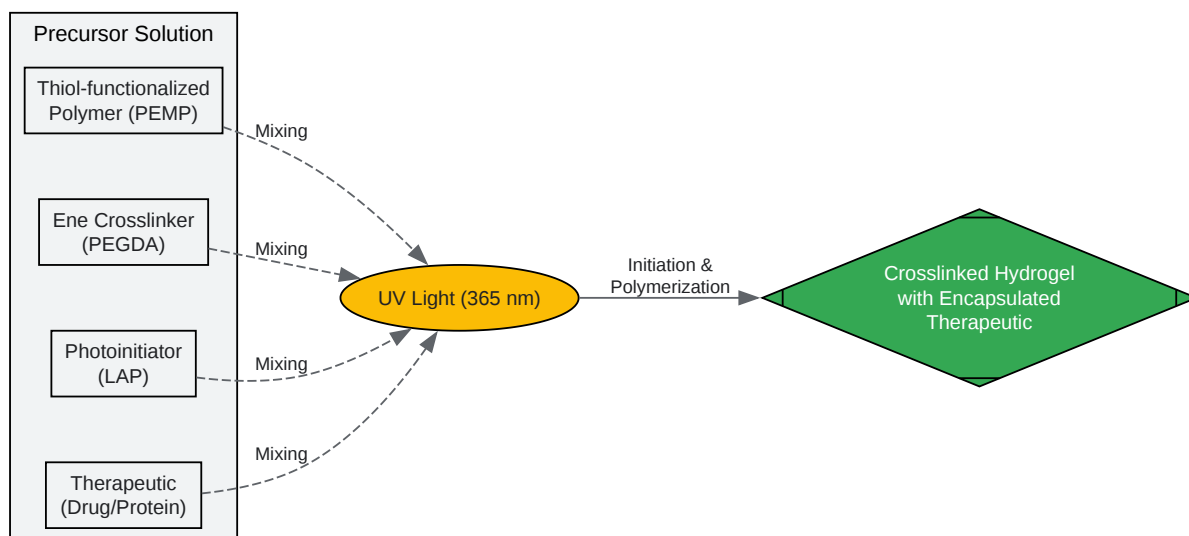 Precursor Solution
Thiol-functionalized
Polymer (PEMP)
Mixing
Ene Crosslinker
(PEGDA)
Mixing
Photoinitiator
(LAP)
Mixing
Therapeutic
(Drug/Protein)
Mixing
UV Light (365 nm)
Initiation &
Polymerization
Crosslinked Hydrogel
with Encapsulated
Therapeutic